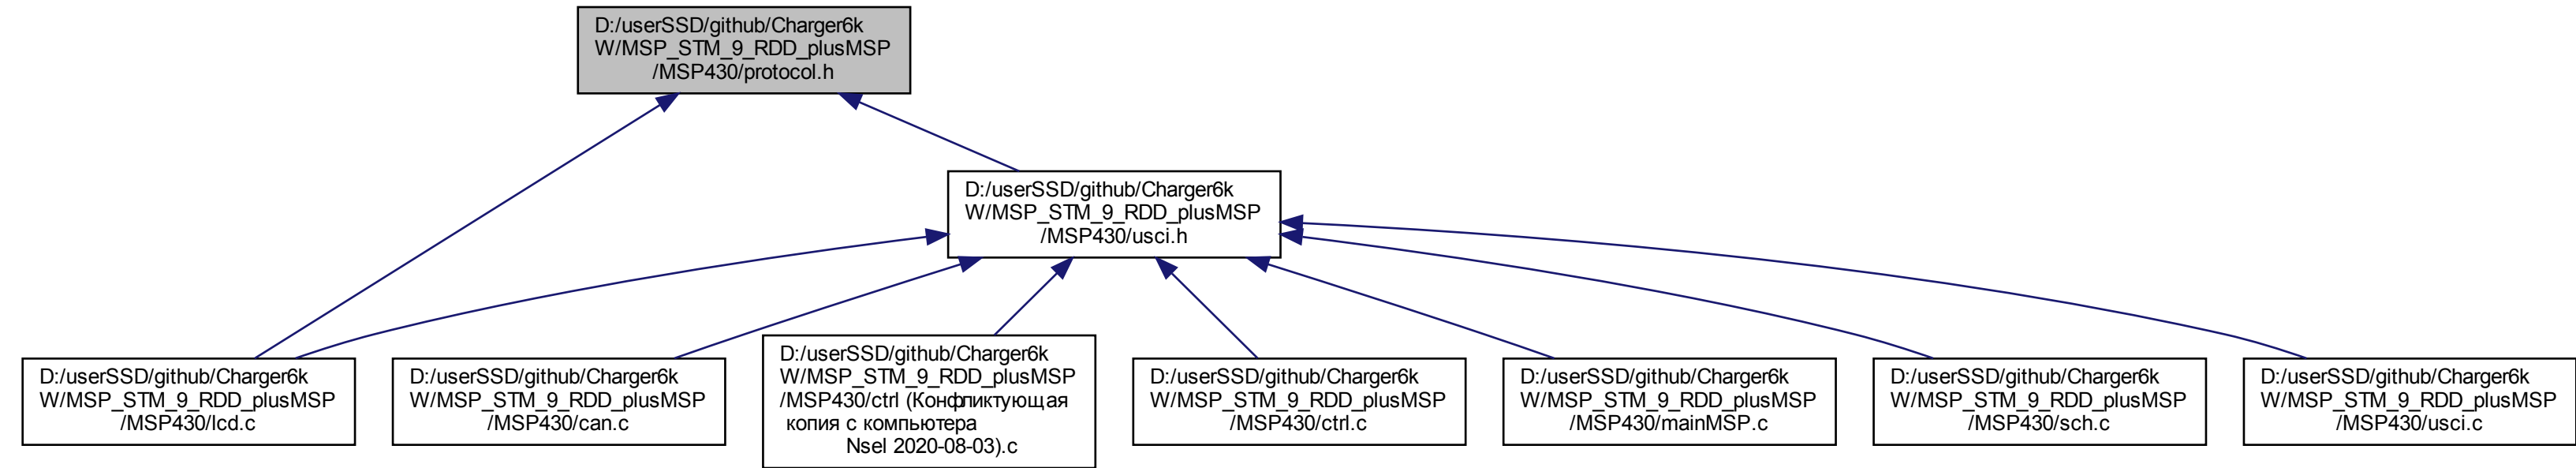 D:/userSSD/github/Charger6k
W/MSP_STM_9_RDD_plusMSP
/MSP430/protocol.h
D:/userSSD/github/Charger6k
W/MSP_STM_9_RDD_plusMSP
/MSP430/usci.h
D:/userSSD/github/Charger6k
W/MSP_STM_9_RDD_plusMSP
/MSP430/lcd.c
D:/userSSD/github/Charger6k
W/MSP_STM_9_RDD_plusMSP
/MSP430/can.c
D:/userSSD/github/Charger6k
W/MSP_STM_9_RDD_plusMSP
/MSP430/ctrl (Конфликтующая
копия с компьютера
Nsel 2020-08-03).c
D:/userSSD/github/Charger6k
W/MSP_STM_9_RDD_plusMSP
/MSP430/ctrl.c
D:/userSSD/github/Charger6k
W/MSP_STM_9_RDD_plusMSP
/MSP430/mainMSP.c
D:/userSSD/github/Charger6k
W/MSP_STM_9_RDD_plusMSP
/MSP430/sch.c
D:/userSSD/github/Charger6k
W/MSP_STM_9_RDD_plusMSP
/MSP430/usci.c